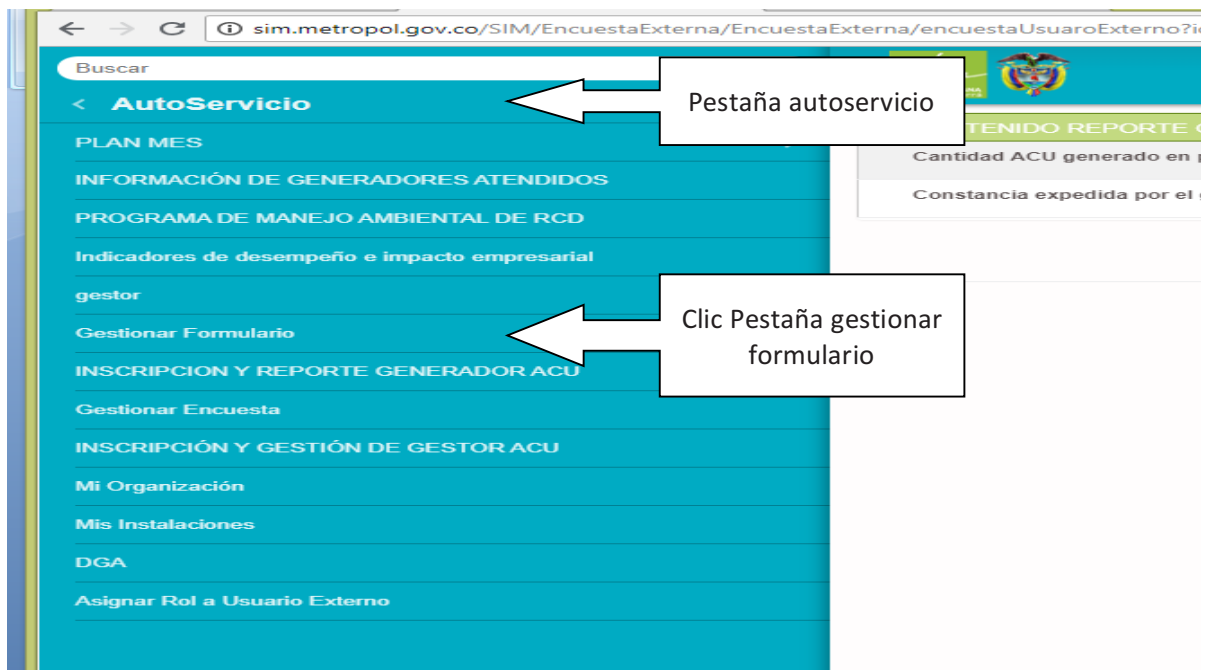 sim.metropol.gov.co/SIM/EncuestaExterna/EncuestaExterna/encuestaUsuaroExterno?i
Buscar
< AutoServicio
Pestaña autoservicio
PLAN MES
TENIDO REPORTE
Cantidad ACU generado en
INFORMACIÓN DE GENERADORES ATENDIDOS
Constancia expedida por el
PROGRAMA DE MANEJO AMBIENTAL DE RCD
Indicadores de desempeño e impacto empresarial
gestor
Gestionar Formulario
Clic Pestaña gestionar
formulario
INSCRIPCION Y REPORTE GENERADOR ACU
Gestionar Encuesta
INSCRIPCIÓN Y GESTIÓN DE GESTOR ACU
Mi Organización
Mis Instalaciones
DGA
Asignar Rol a Usuario Externo